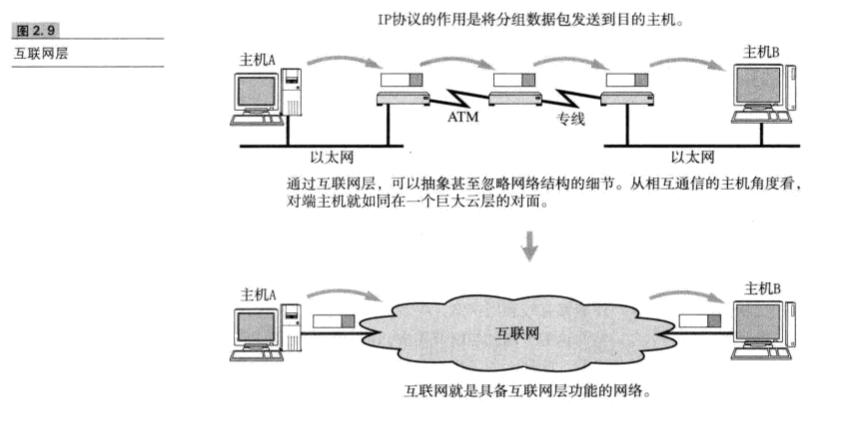 图 2.9
互联网层
IP协议的作用是将分组数据包发送到目的主机。
主机A
主机B
ATM
专线
以太网
以太网
通过互联网层，可以抽象甚至忽略网络结构的细节。从相互通信的主机角度看，
对端主机就如同在一个巨大云层的对面。
主机A
主机B
互联网
互联网就是具备互联网层功能的网络。